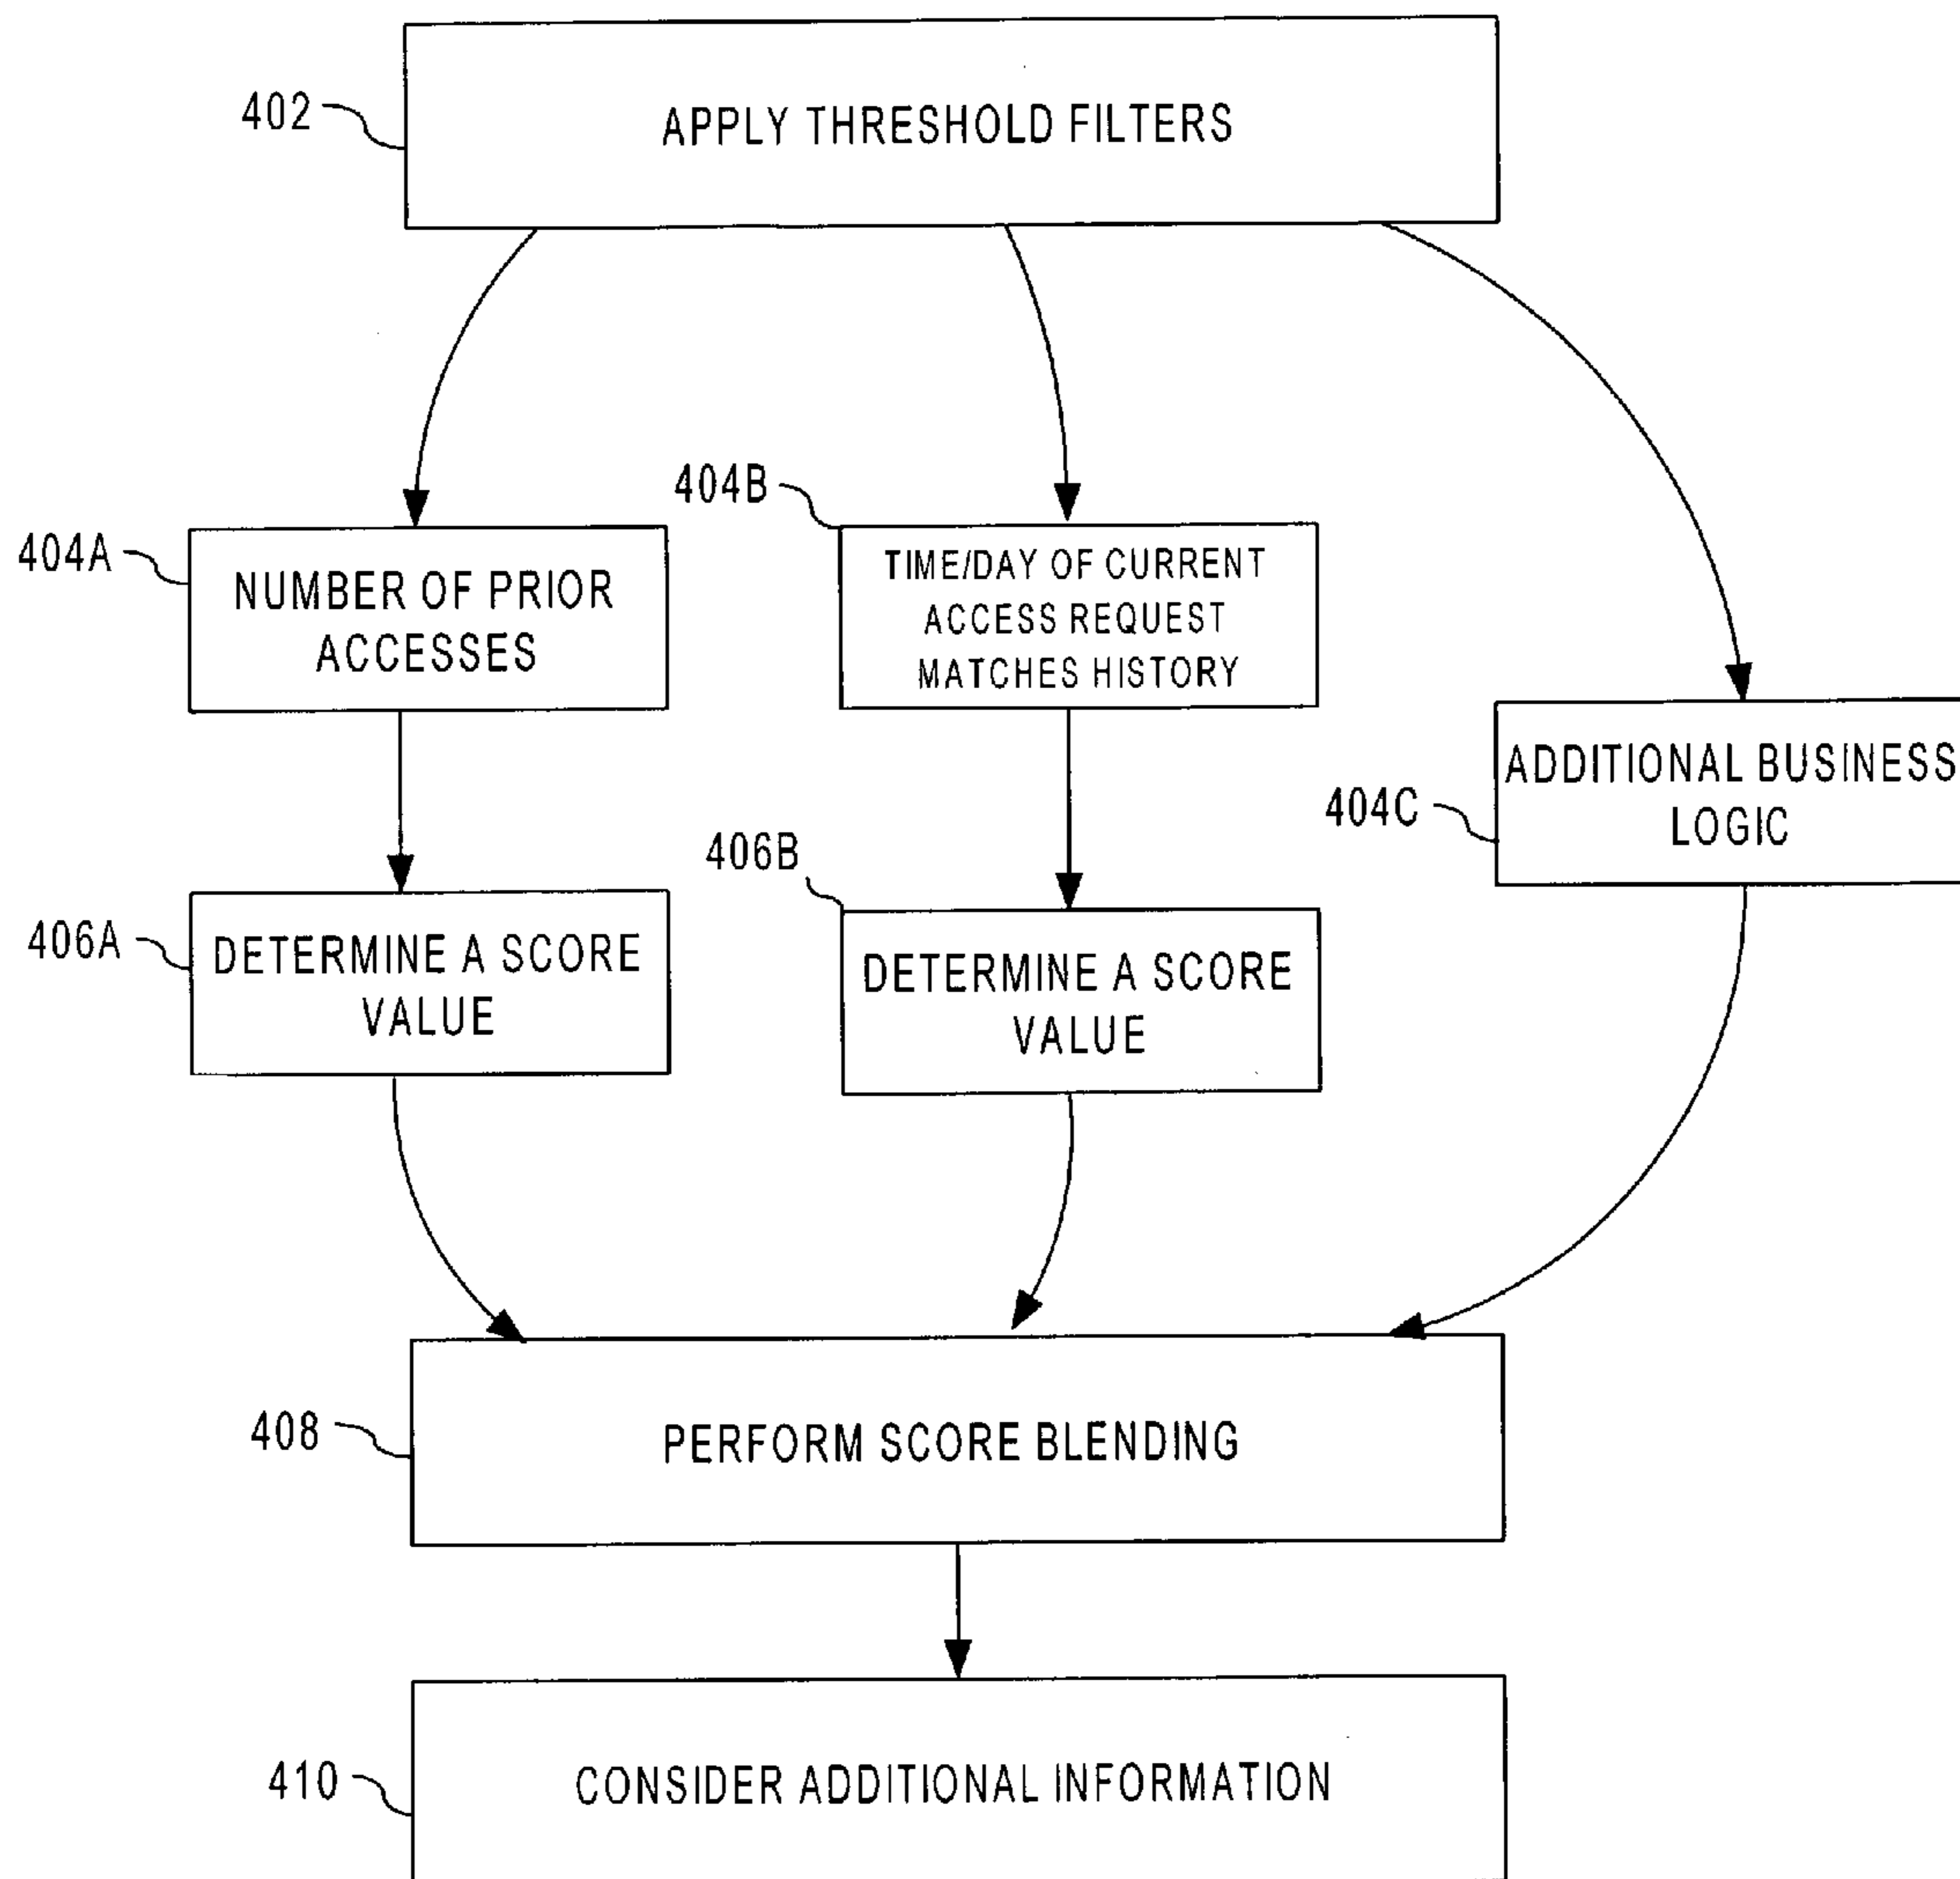 402
APPLY THRESHOLD FILTERS
404A
NUMBER OF PRIOR
ACCESSES
404B
TIME/DAY OF CURRENT
ACCESS REQUEST
MATCHES HISTORY
404C
ADDITIONAL BUSINESS
LOGIC
406A
DETERMINE A SCORE
VALUE
406B
DETERMINE A SCORE
VALUE
408
PERFORM SCORE BLENDING
410
CONSIDER ADDITIONAL INFORMATION